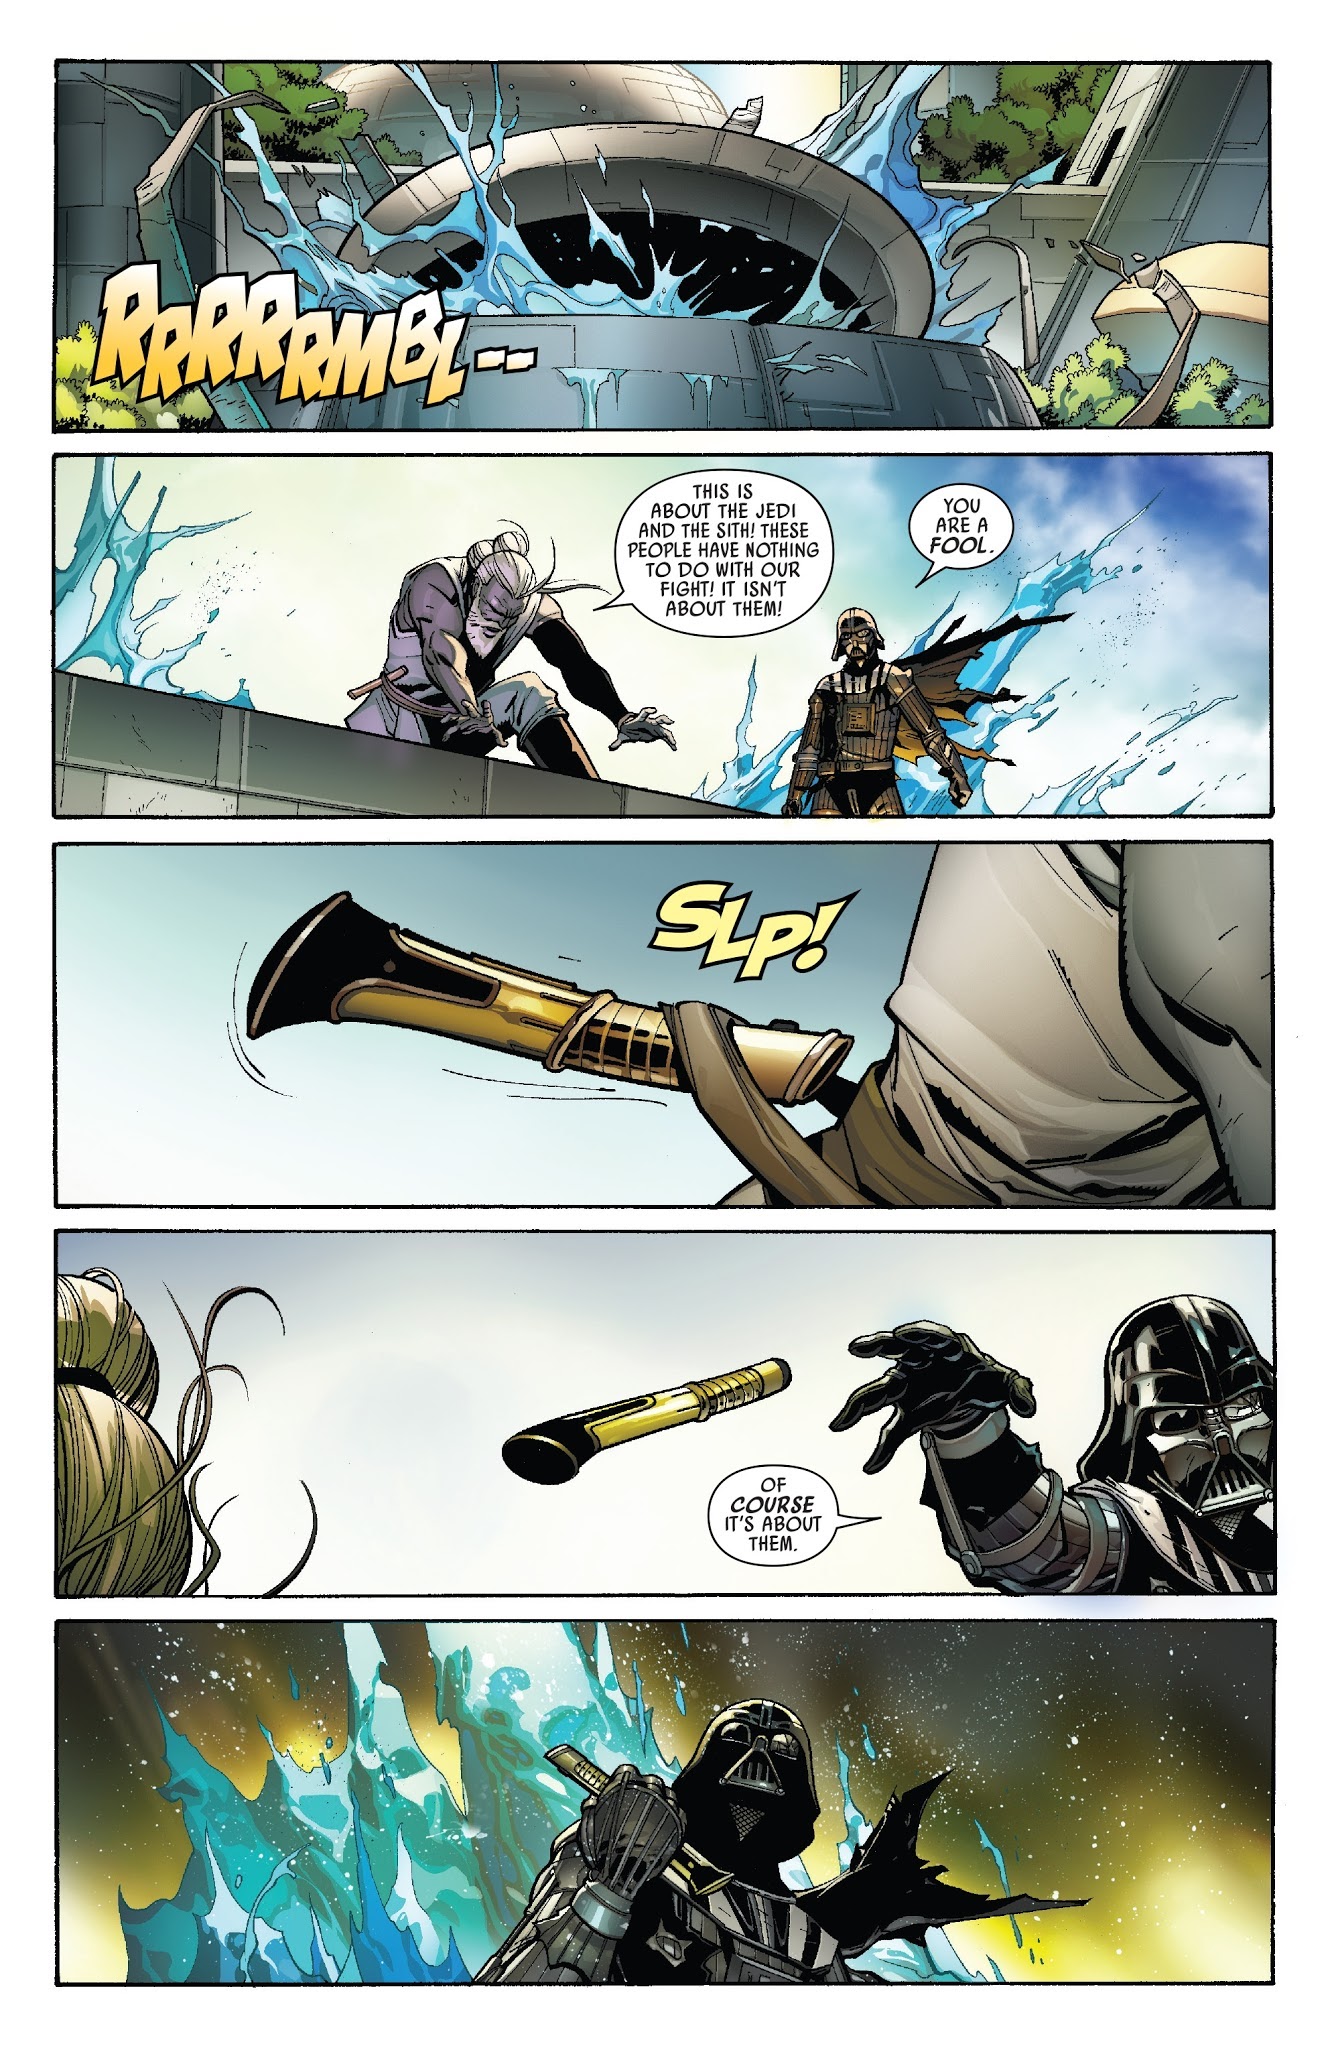 RRRRRRMBL--
THIS IS
ABOUT THE JEDI
AND THE SITH! THESE
PEOPLE HAVE NOTHING
TO DO WITH OUR
FIGHT! IT ISN'T
ABOUT THEM!
YOU
ARE A
FOOL.
SLP!
OF
COURSE
IT'S ABOUT
THEM.